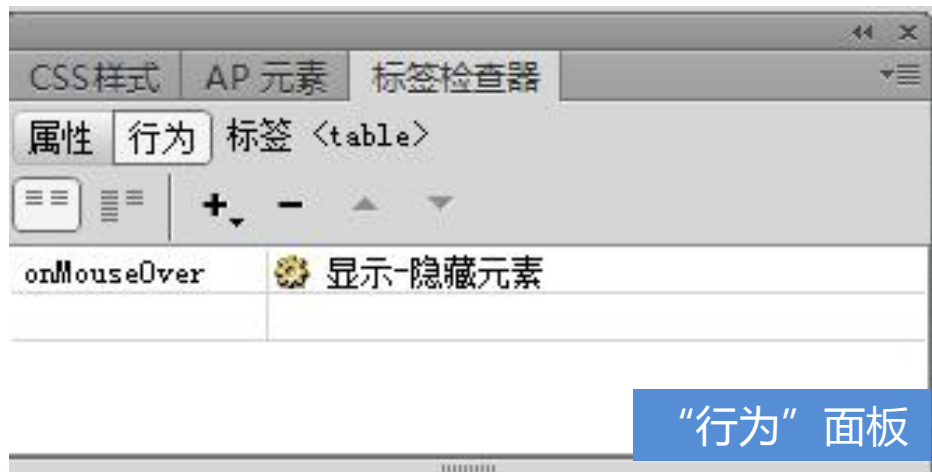 CSS样式 AP 元素 标签检查器
属性 行为 标签 <table>
onMouseOver 显示-隐藏元素
“行为”面板